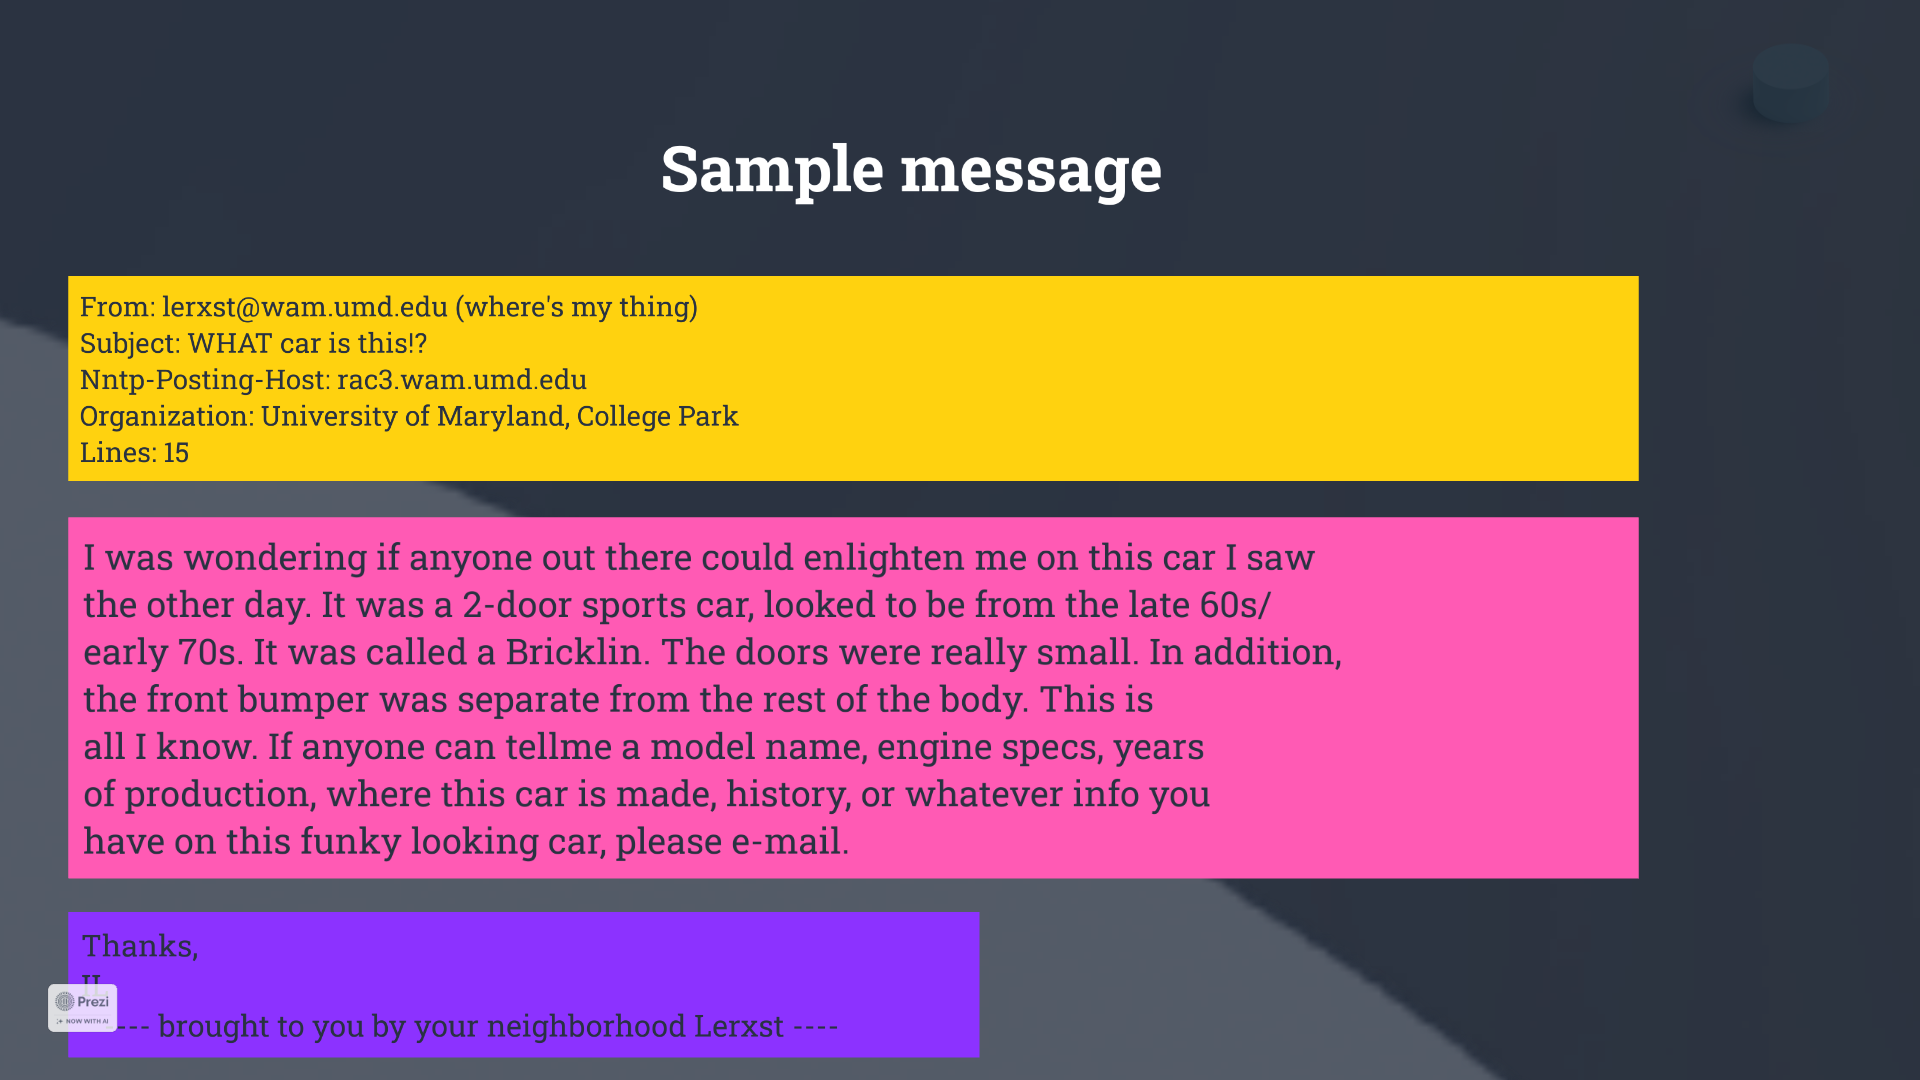 Sample message
From: lerxst@wam.umd.edu (where's my thing)
Subject: WHAT car is this!?
Nntp-Posting-Host: rac3.wam.umd.edu
Organization: University of Maryland, College Park
Lines: 15
I was wondering if anyone out there could enlighten me on this car I saw
the other day. It was a 2-door sports car, looked to be from the late 60s/
early 70s. It was called a Bricklin. The doors were really small. In addition,
the front bumper was separate from the rest of the body. This is
all I know. If anyone can tellme a model name, engine specs, years
of production, where this car is made, history, or whatever info you
have on this funky looking car, please e-mail.
Thanks,
Prezi
NOW WITH AI
--- brought to you by your neighborhood Lerxst ----